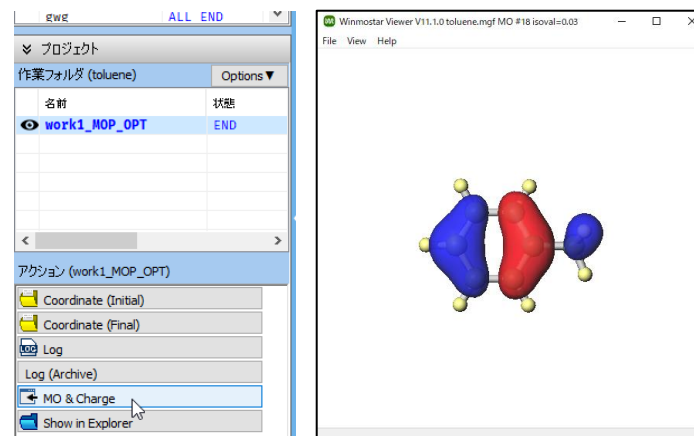 gwg ALL END
プロジェクト
作業フォルダ (toluene) Options▼
名前 状態
work1_MOP_OPT END
アクション (work1_MOP_OPT)
Coordinate (Initial)
Coordinate (Final)
LOG Log
Log (Archive)
MO & Charge
Show in Explorer
Winmostar Viewer V11.1.0 toluene.mgf MO #18 isoval=0.03
File View Help